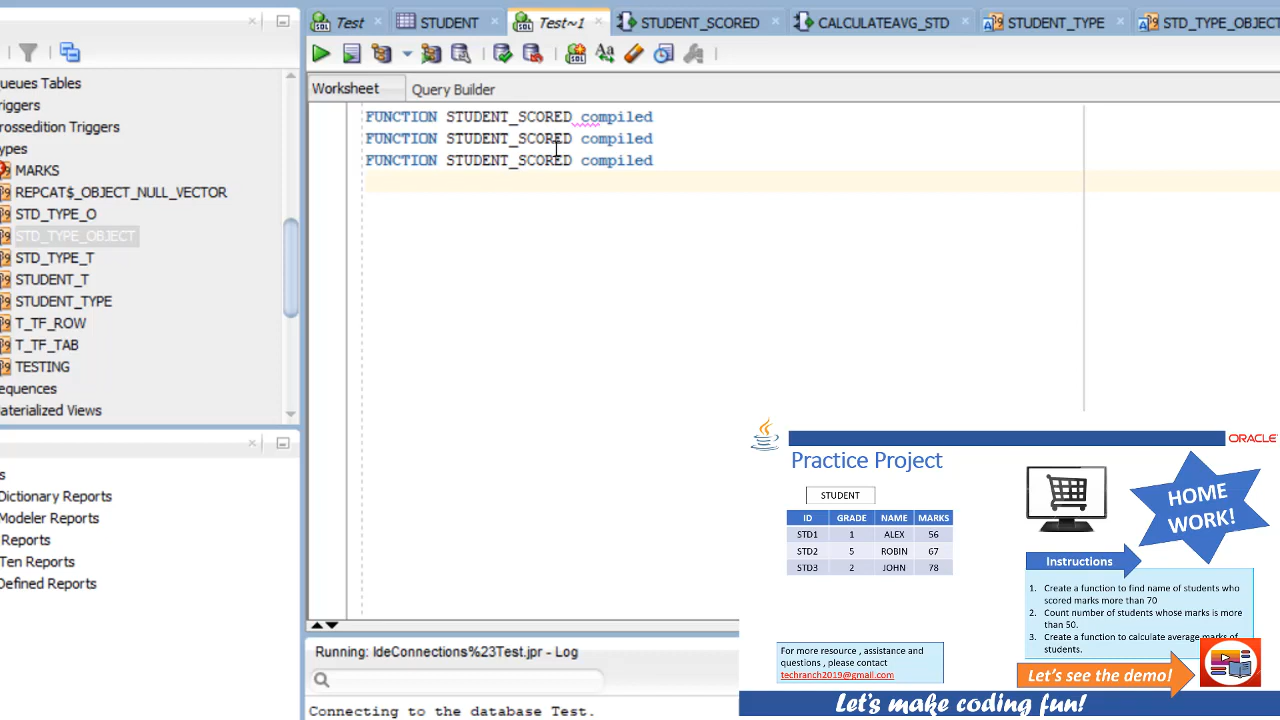 Test
STUDENT
Test~1
STUDENT_SCORED
CALCULATEAVG_STD
STUDENT_TYPE
STD_TYPE_OBJECT
Worksheet
Query Builder
ueues Tables
riggers
rossedition Triggers
ypes
MARKS
REPCAT$_OBJECT_NULL_VECTOR
STD_TYPE_O
STD_TYPE_OBJECT
STD_TYPE_T
STUDENT_T
STUDENT_TYPE
T_TF_ROW
T_TF_TAB
TESTING
equences
aterialized Views
s
Dictionary Reports
Modeler Reports
Reports
Ten Reports
Defined Reports
FUNCTION STUDENT_SCORED compiled
FUNCTION STUDENT_SCORED compiled
FUNCTION STUDENT_SCORED compiled
Running: IdeConnections%23Test.jpr - Log
Connecting to the database Test.
ORACLE
Practice Project
STUDENT
ID GRADE NAME MARKS
STD1 1 ALEX 56
STD2 5 ROBIN 67
STD3 2 JOHN 78
HOME
WORK!
Instructions
1. Create a function to find name of students who
scored marks more than 70
2. Count number of students whose marks is more
than 50.
3. Create a function to calculate average marks of
students.
For more resource , assistance and
questions , please contact
techranch2019@gmail.com
Let's see the demo!
Let's make coding fun!